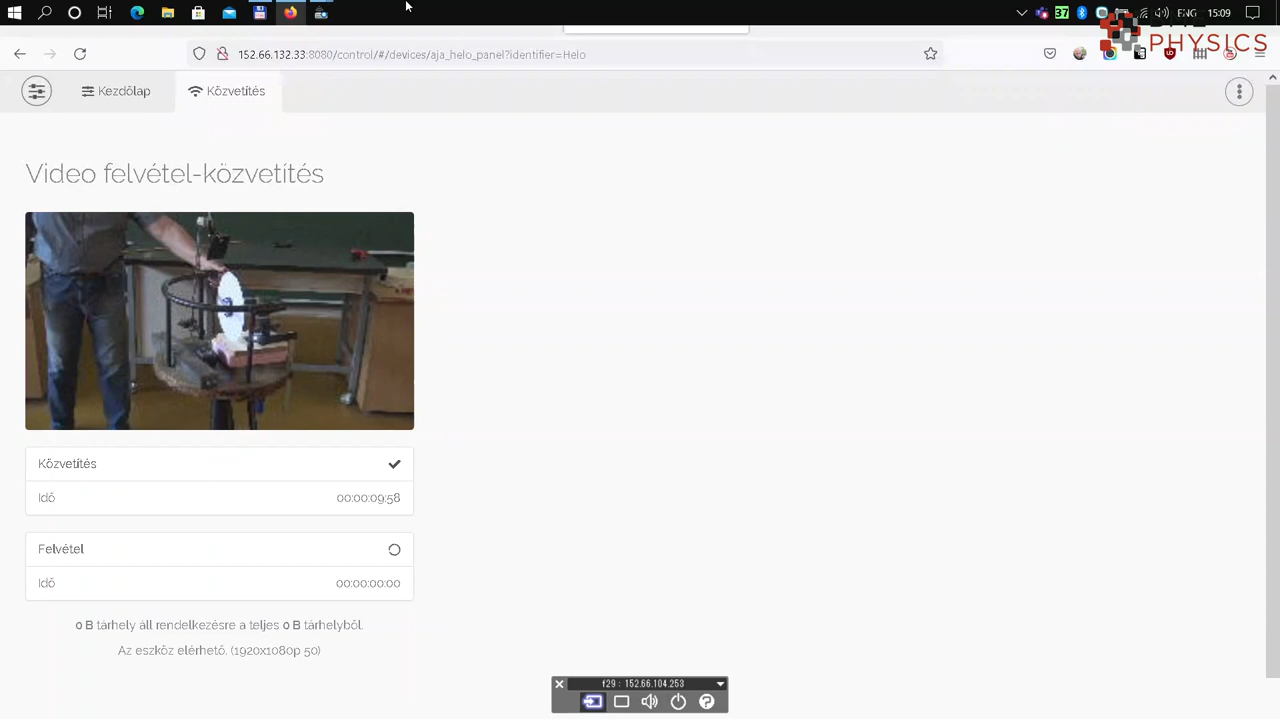 37
ENG
15:09
PHYSICS
152.66.132.33:8080/control/#/devices/aja_helo_panel?identifier=Helo
Kezdőlap
Közvetítés
Video felvétel-közvetítés
Közvetítés
Idő
00:00:09:58
Felvétel
Idő
00:00:00:00
0 B tárhely áll rendelkezésre a teljes 0 B tárhelyből.
Az eszköz elérhető. (1920x1080p 50)
f29 : 152.66.104.253